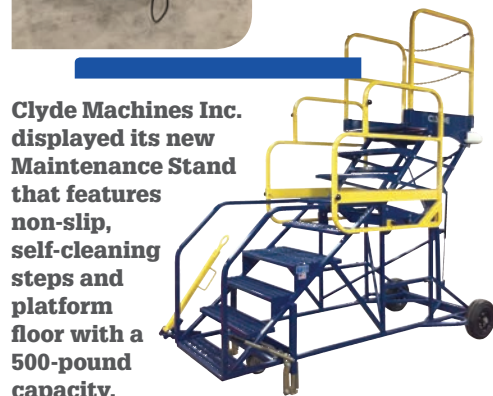 Clyde Machines Inc.
displayed its new
Maintenance Stand
that features
non-slip,
self-cleaning
steps and
platform
floor with a
500-pound
capacity.